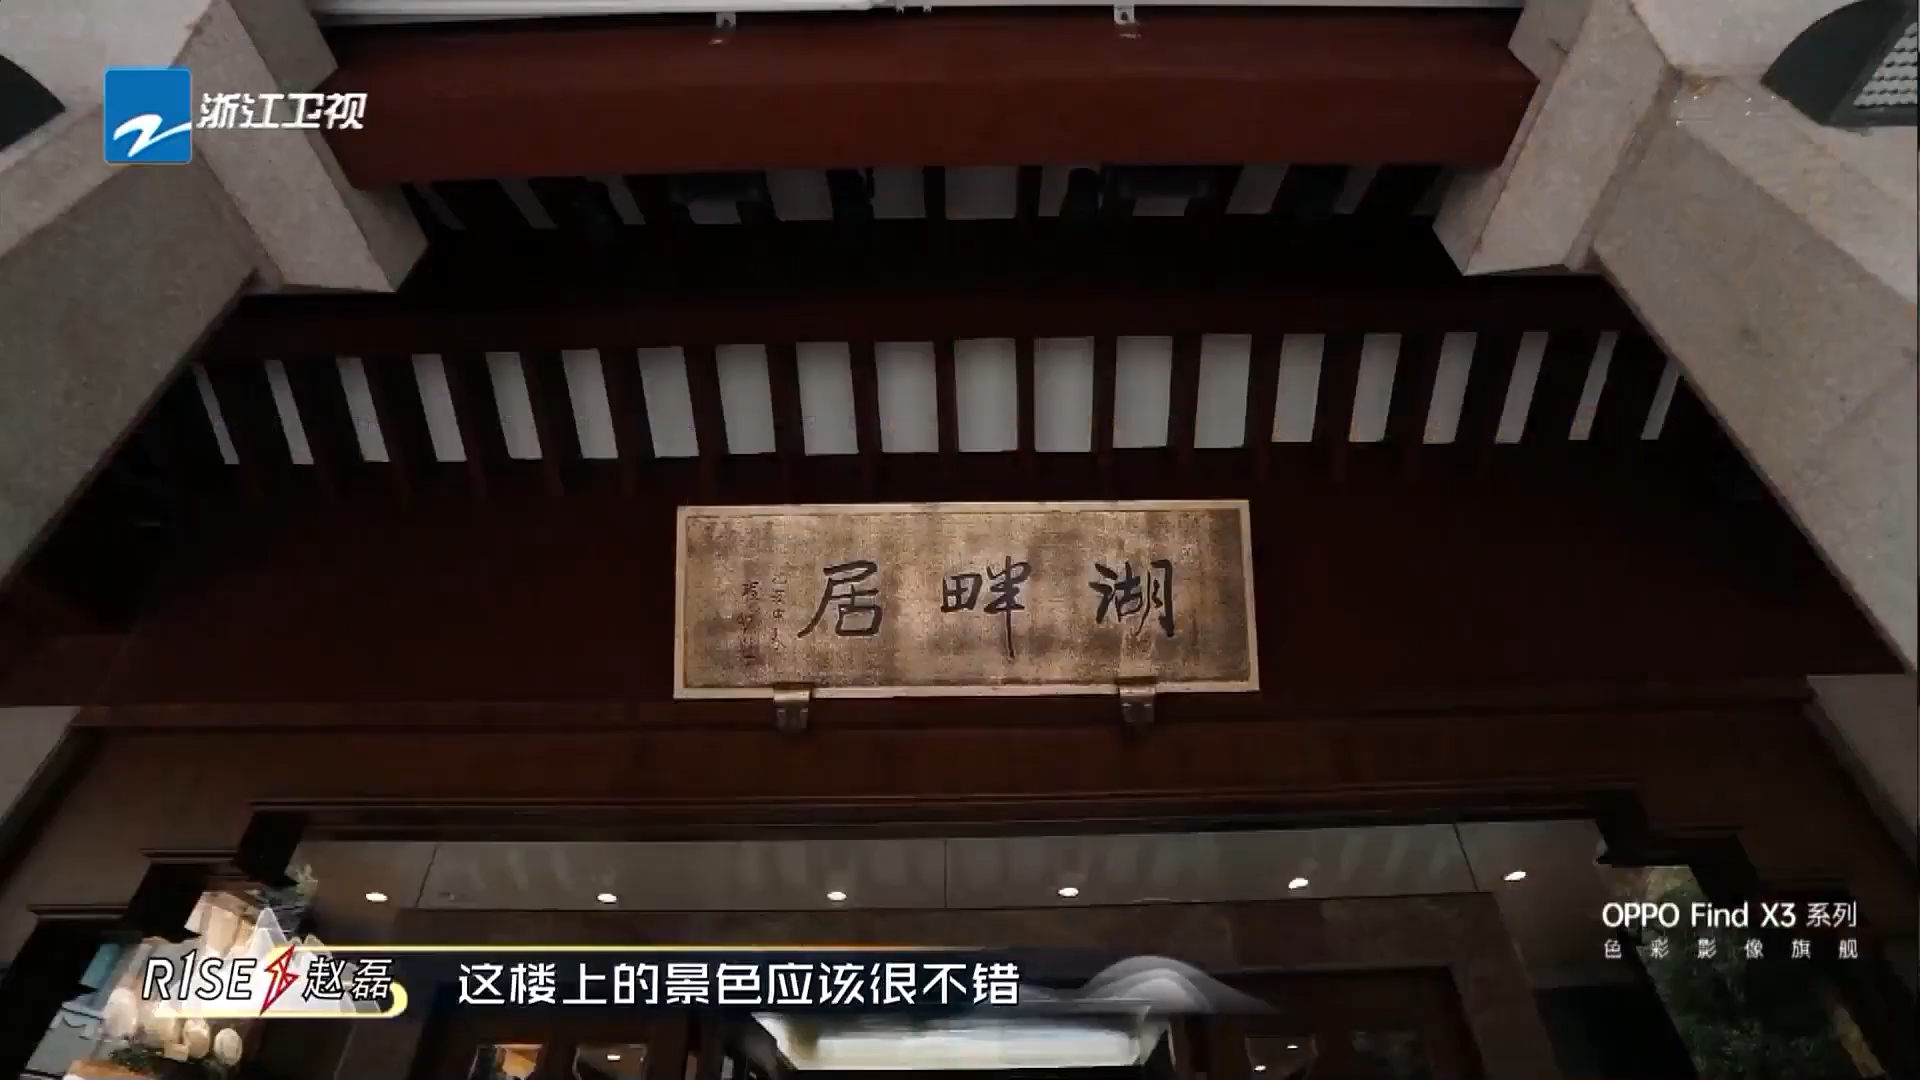 浙江卫视
湖畔居
OPPO Find X3 系列
色彩影像旗舰
R1SE 赵磊
这楼上的景色应该很不错